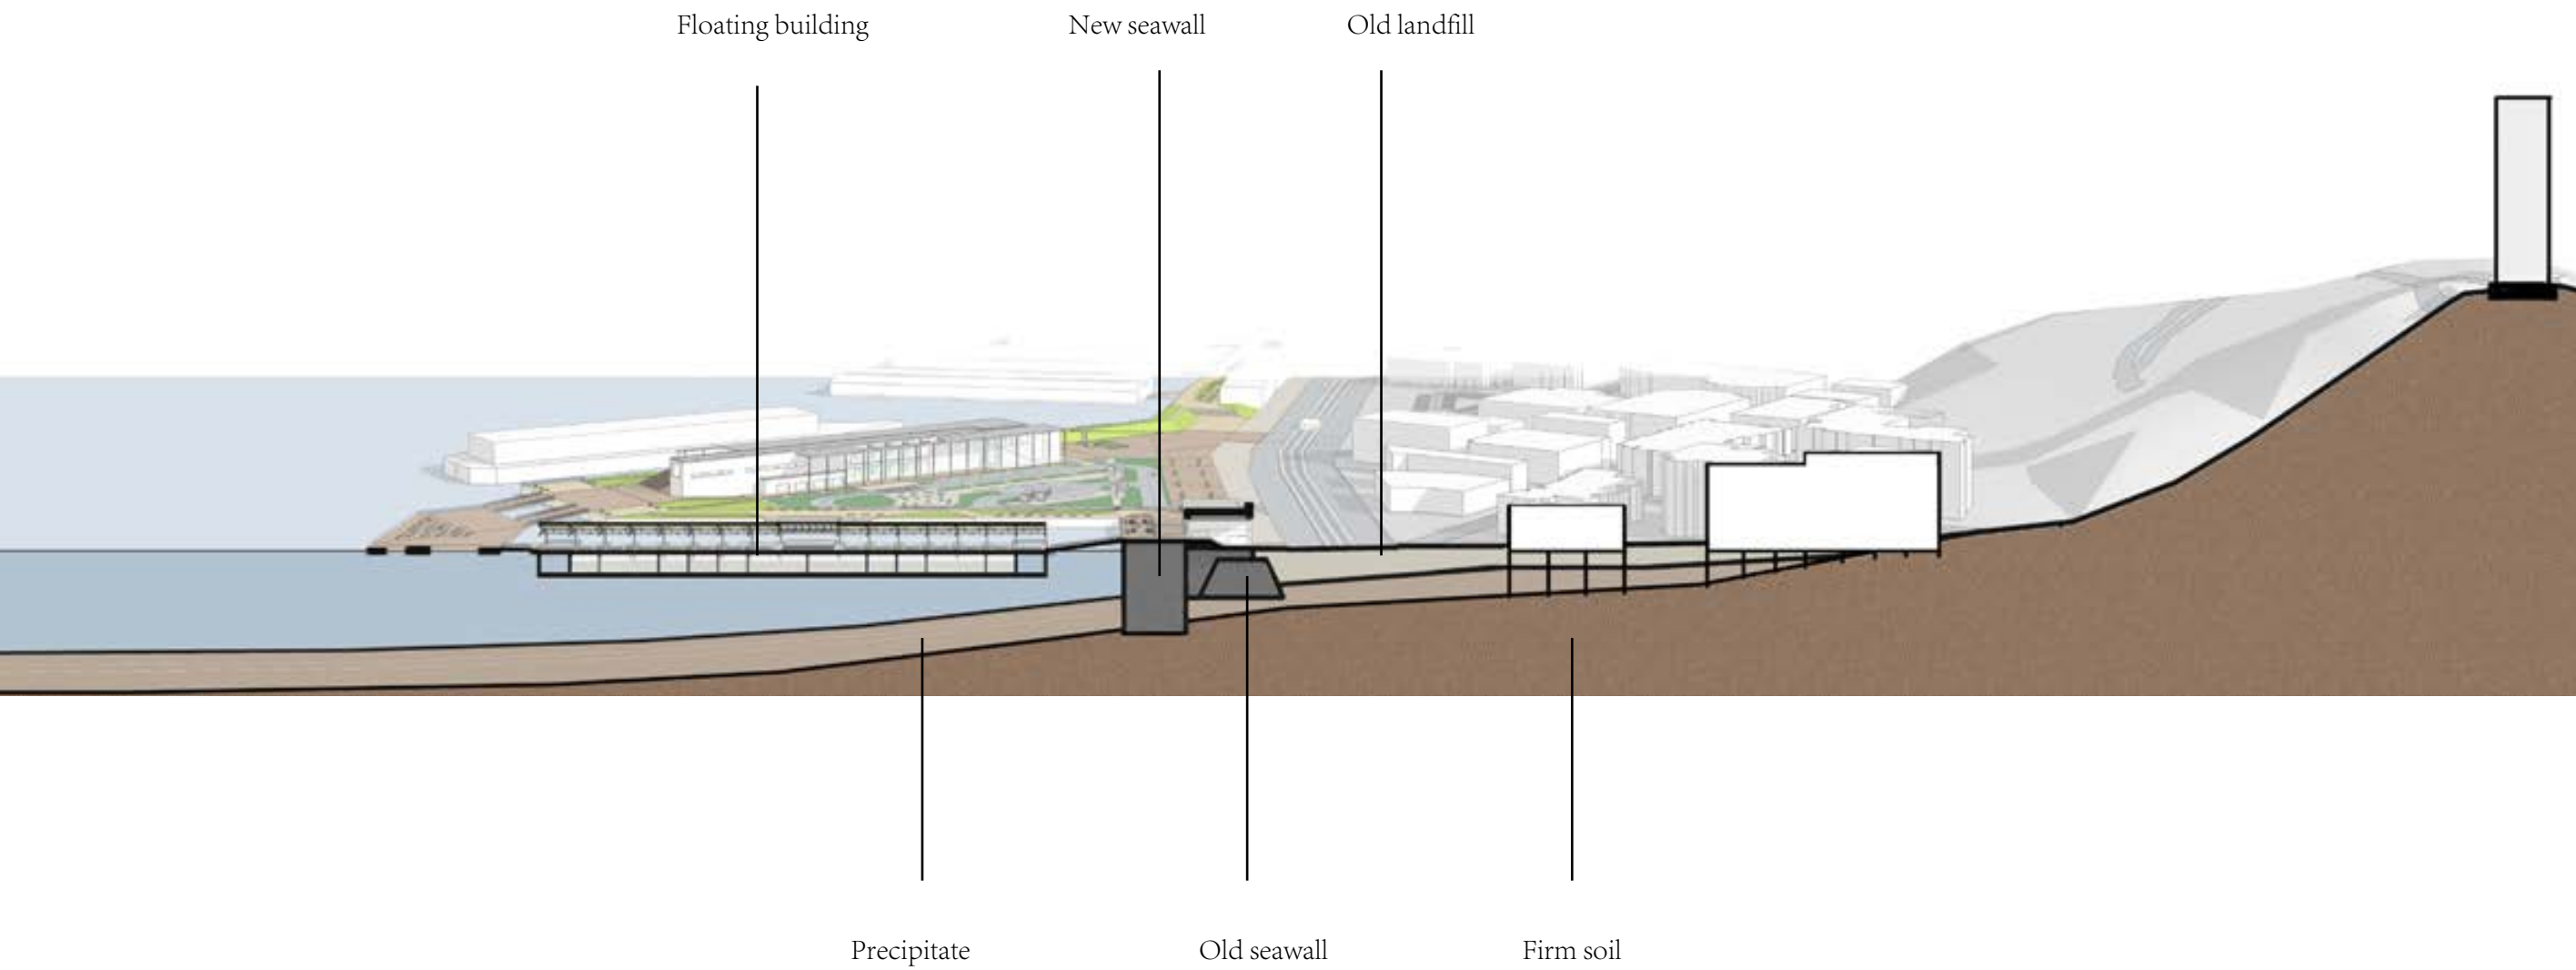 Floating building
New seawall
Old landfill
Precipitate
Old seawall
Firm soil